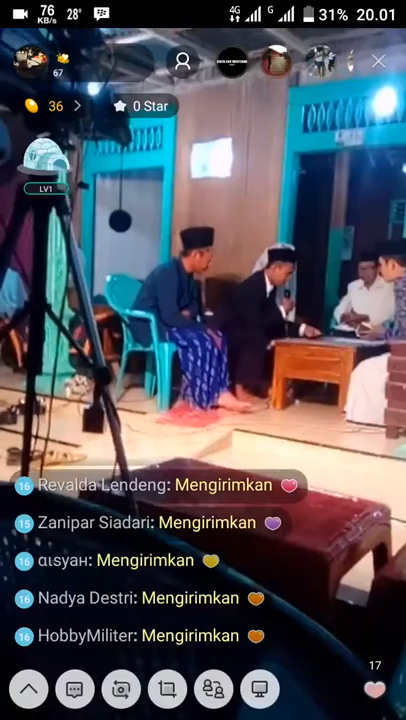 76 KB/s 28° 4G G 31% 20.01
67
36 0 Star
LV1
16 Revalda Lendeng: Mengirimkan
15 Zanipar Siadari: Mengirimkan
16 αιsyaн: Mengirimkan
16 Nadya Destri: Mengirimkan
16 HobbyMiliter: Mengirimkan
17